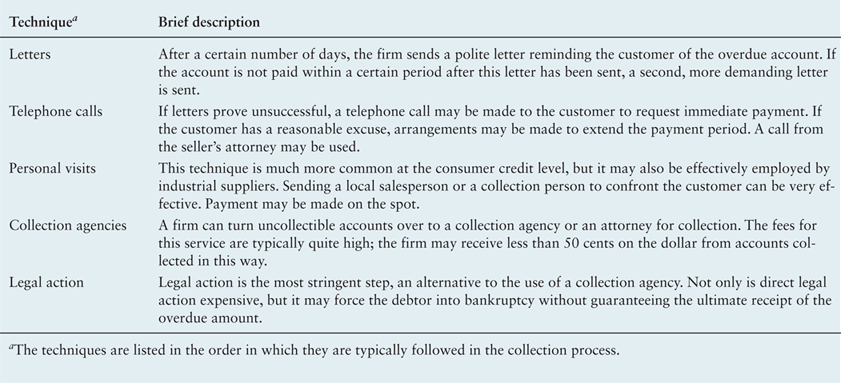 Techniqueª Brief description
Letters After a certain number of days, the firm sends a polite letter reminding the customer of the overdue account. If
the account is not paid within a certain period after this letter has been sent, a second, more demanding letter
is sent.
Telephone calls If letters prove unsuccessful, a telephone call may be made to the customer to request immediate payment. If
the customer has a reasonable excuse, arrangements may be made to extend the payment period. A call from
the seller’s attorney may be used.
Personal visits This technique is much more common at the consumer credit level, but it may also be effectively employed by
industrial suppliers. Sending a local salesperson or a collection person to confront the customer can be very ef-
fective. Payment may be made on the spot.
Collection agencies A firm can turn uncollectible accounts over to a collection agency or an attorney for collection. The fees for
this service are typically quite high; the firm may receive less than 50 cents on the dollar from accounts col-
lected in this way.
Legal action Legal action is the most stringent step, an alternative to the use of a collection agency. Not only is direct legal
action expensive, but it may force the debtor into bankruptcy without guaranteeing the ultimate receipt of the
overdue amount.
ªThe techniques are listed in the order in which they are typically followed in the collection process.